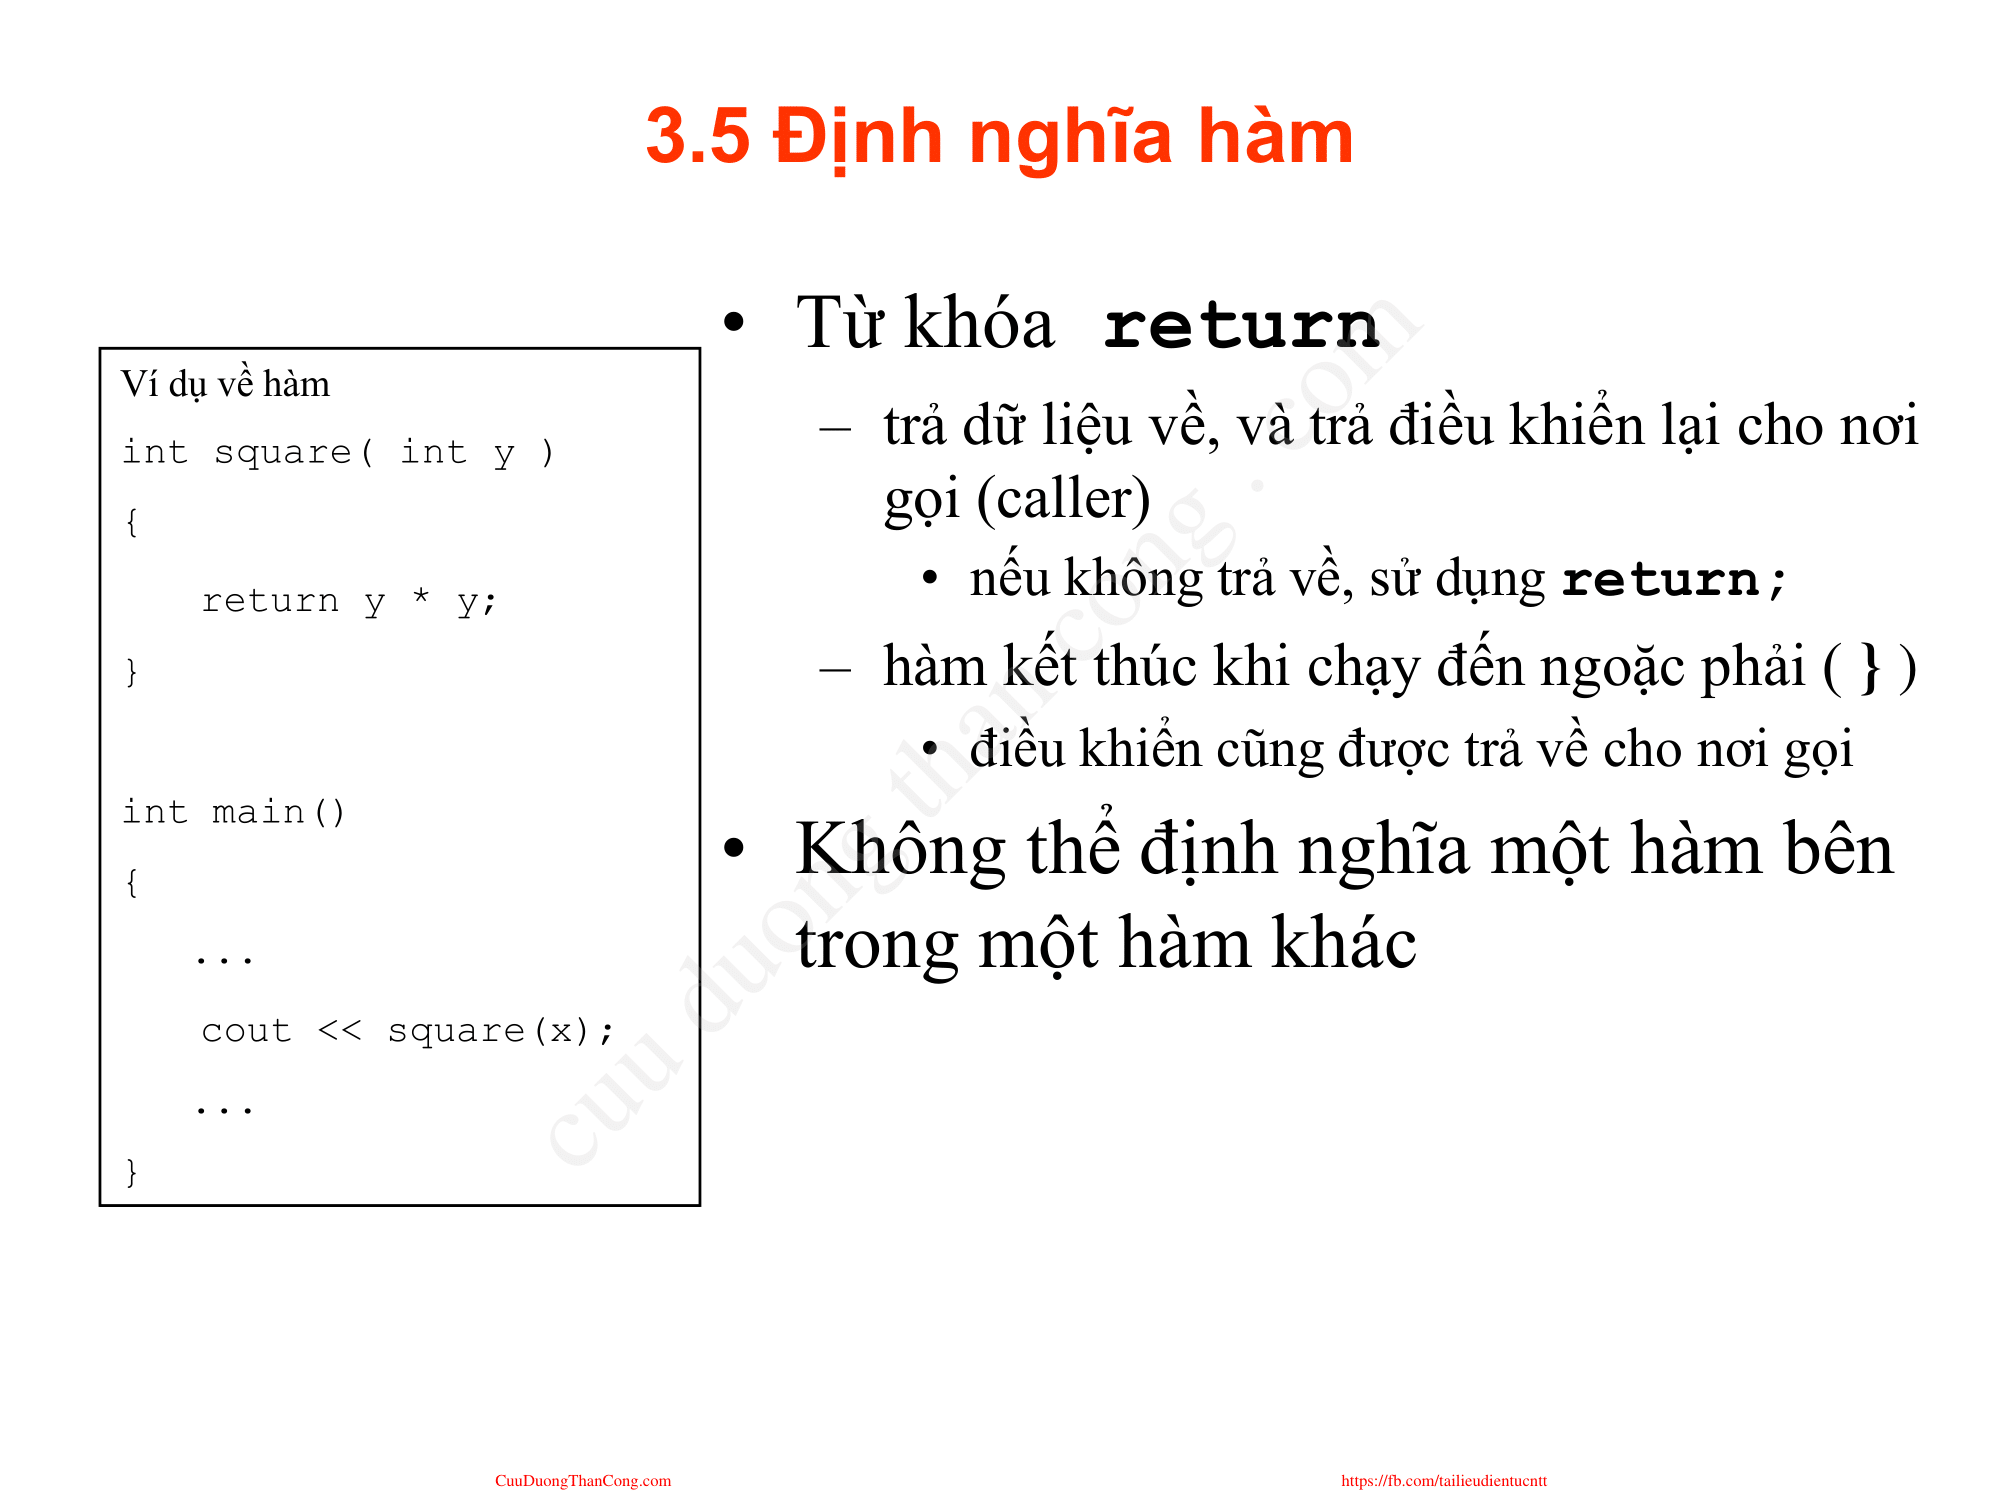 3.5 Định nghĩa hàm
Ví dụ về hàm
int square( int y )
{
return y * y;
}
int main()
{
...
cout << square(x);
...
}
• Từ khóa return
– trả dữ liệu về, và trả điều khiển lại cho nơi
gọi (caller)
• nếu không trả về, sử dụng return;
– hàm kết thúc khi chạy đến ngoặc phải ( } )
• điều khiển cũng được trả về cho nơi gọi
• Không thể định nghĩa một hàm bên
trong một hàm khác
cuu duong than cong . com
CuuDuongThanCong.com
https://fb.com/tailieudientucntt